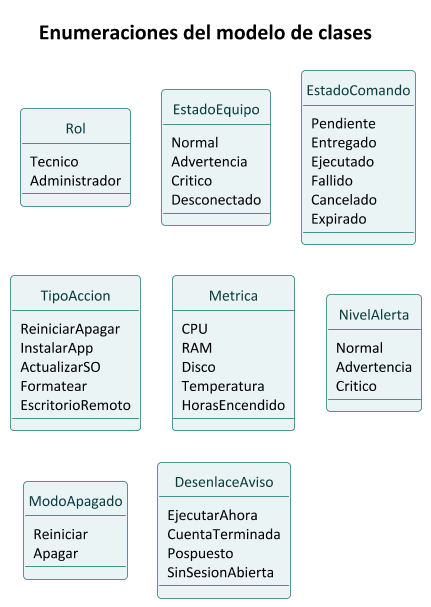 Enumeraciones del modelo de clases
Rol
Tecnico
Administrador
EstadoEquipo
Normal
Advertencia
Critico
Desconectado
EstadoComando
Pendiente
Entregado
Ejecutado
Fallido
Cancelado
Expirado
TipoAccion
ReiniciarApagar
InstalarApp
ActualizarSO
Formatear
EscritorioRemoto
Metrica
CPU
RAM
Disco
Temperatura
HorasEncendido
NivelAlerta
Normal
Advertencia
Critico
ModoApagado
Reiniciar
Apagar
DesenlaceAviso
EjecutarAhora
CuentaTerminada
Pospuesto
SinSesionAbierta